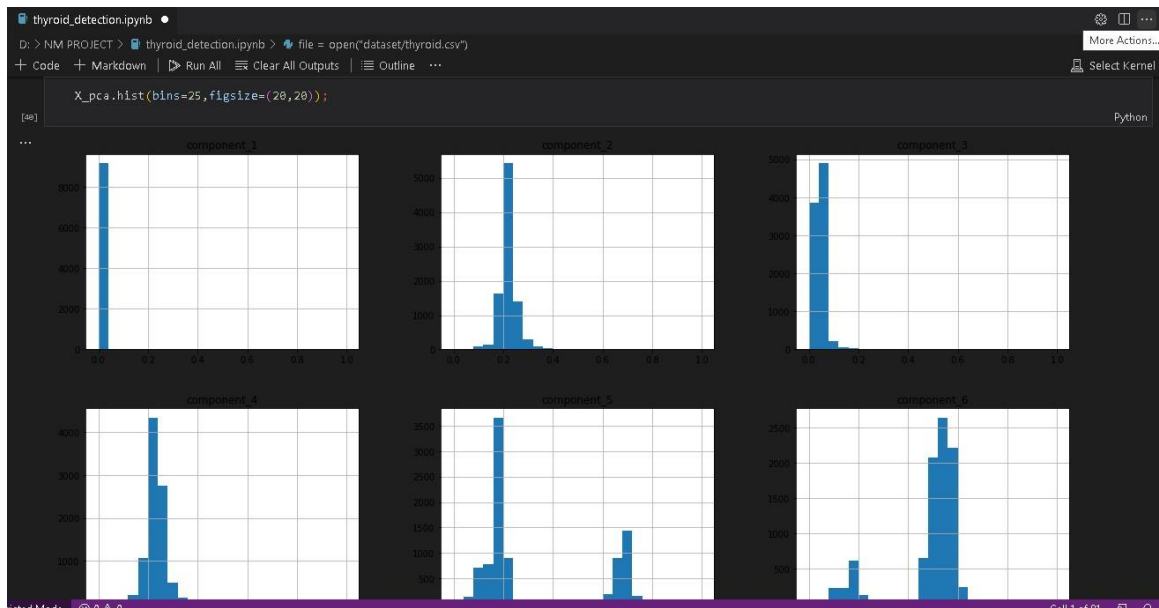 thyroid_detection.ipynb ●
D: > NM PROJECT > thyroid_detection.ipynb > file = open("dataset/thyroid.csv")
More Actions...
+ Code + Markdown | Run All Clear All Outputs | Outline ...
Select Kernel
X_pca.hist(bins=25,figsize=(20,20));
[40]
Python
...
component_1 component_2 component_3
8000
6000
4000
2000
0
0.0 0.2 0.4 0.6 0.8 1.0
5000
4000
3000
2000
1000
0
0.0 0.2 0.4 0.6 0.8 1.0
5000
4000
3000
2000
1000
0
0.0 0.2 0.4 0.6 0.8 1.0
component_4 component_5 component_6
4000
3000
2000
1000
3500
3000
2500
2000
1500
1000
500
2500
2000
1500
1000
500
Cell 1 of 91